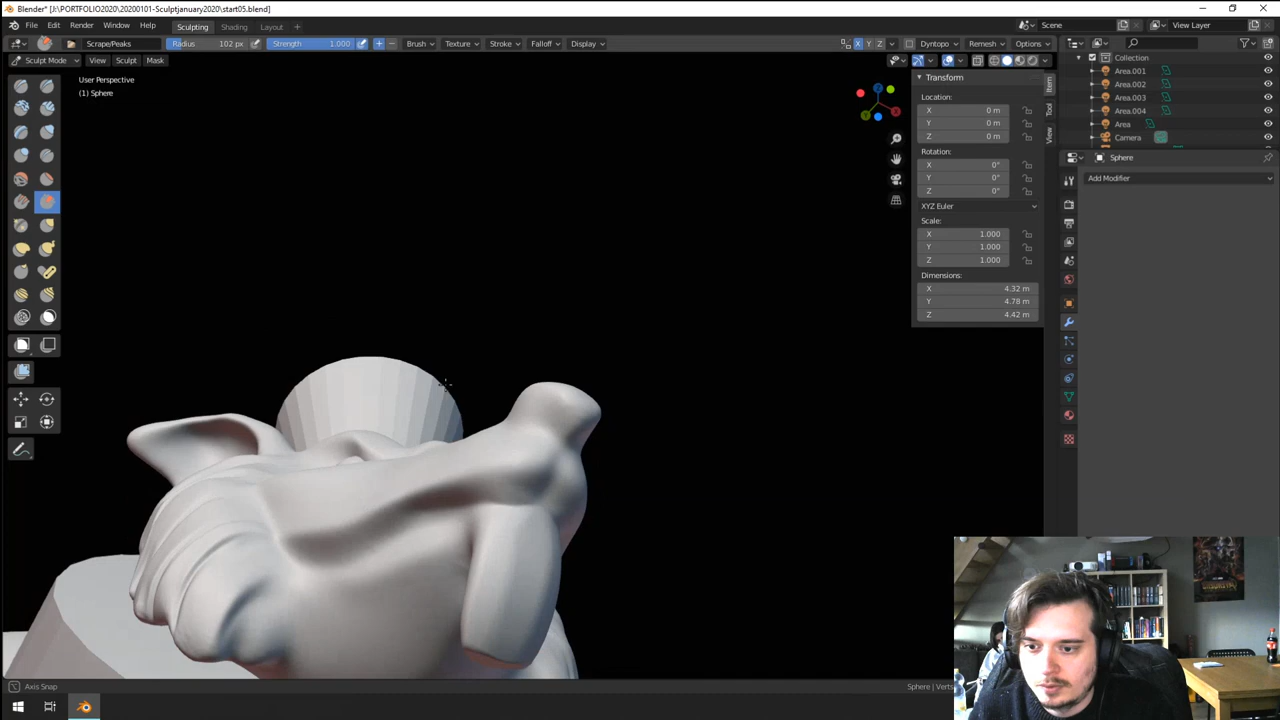 Blender* [J:\PORTFOLIO2020\20200101-Sculptjanuary2020\start05.blend]
File Edit Render Window Help Sculpting Shading Layout Scene View Layer
Scrape/Peaks Radius 102 px Strength 1.000 Brush Texture Stroke Falloff Display X Y Z Dyntopo Remesh Options
Sculpt Mode View Sculpt Mask
User Perspective
(1) Sphere
Transform
Location:
X 0 m
Y 0 m
Z 0 m
Rotation:
X 0°
Y 0°
Z 0°
XYZ Euler
Scale:
X 1.000
Y 1.000
Z 1.000
Dimensions:
X 4.32 m
Y 4.78 m
Z 4.42 m
Item
Tool
View
Collection
Area.001
Area.002
Area.003
Area.004
Area
Camera
Sphere
Add Modifier
Axis Snap
Sphere | Verts